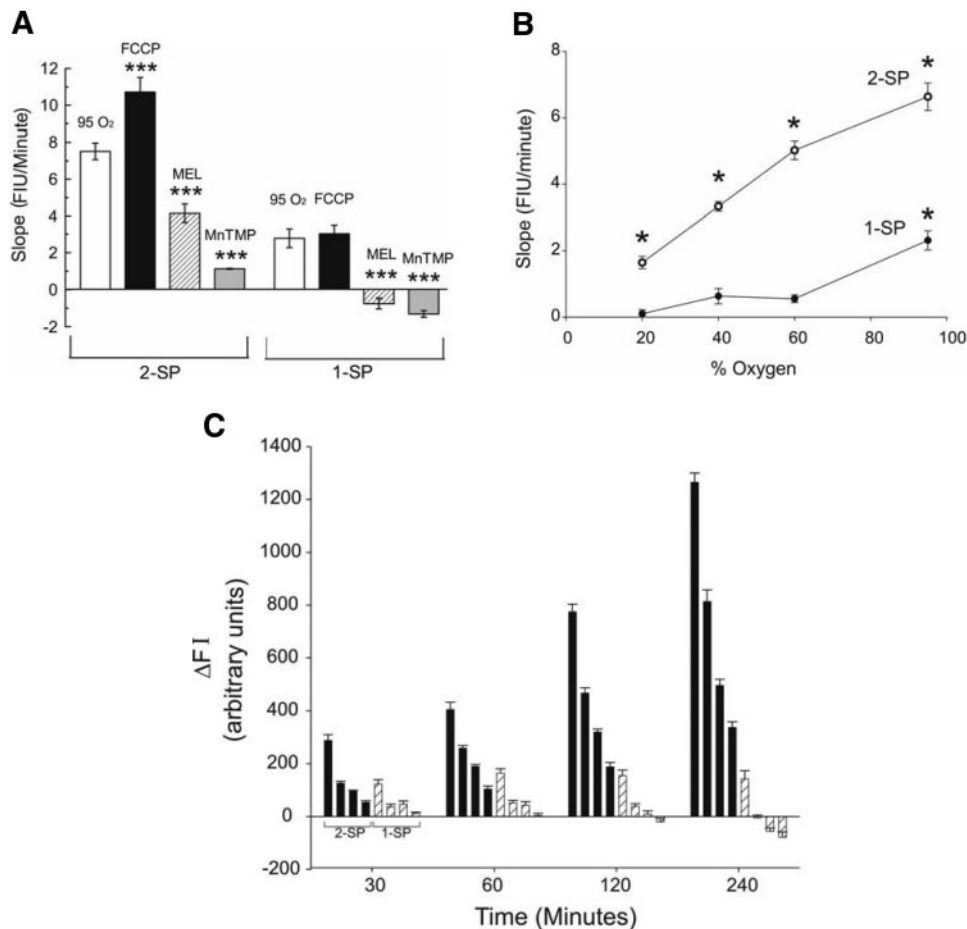 A
Slope (FIU/Minute)
12
10
8
6
4
2
0
-2
95 O₂
FCCP
***
MEL
***
MnTMP
***
95 O₂
FCCP
MEL
***
MnTMP
***
2-SP
1-SP
B
Slope (FIU/minute)
8
6
4
2
0
*
*
*
*
2-SP
1-SP
*
0
20
40
60
80
100
% Oxygen
C
ΔF I
(arbitrary units)
1400
1200
1000
800
600
400
200
0
-200
2-SP
1-SP
30
60
120
240
Time (Minutes)